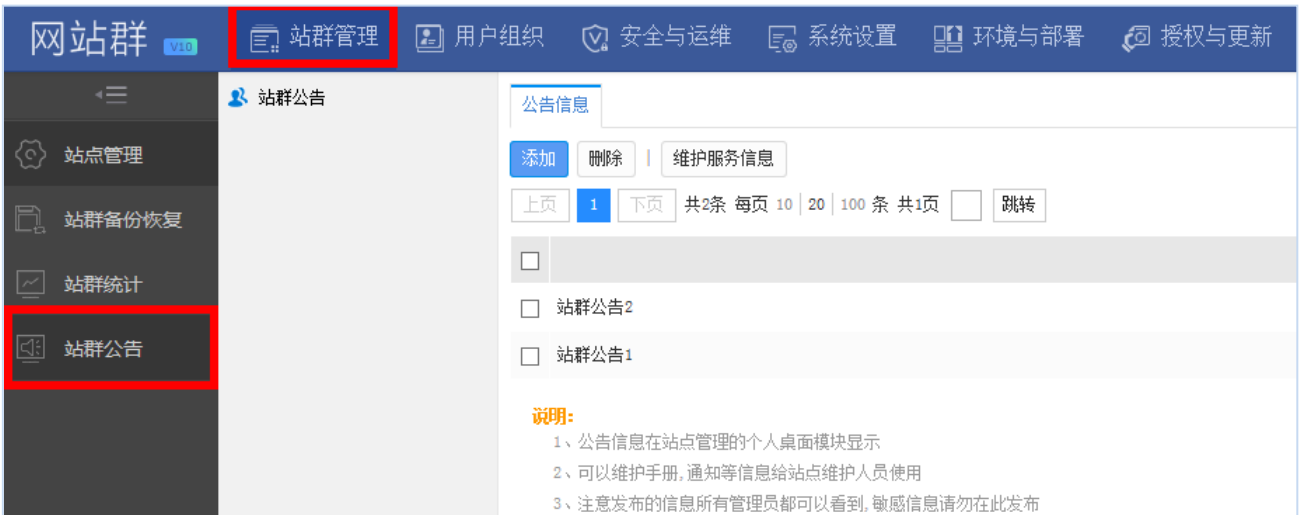 网站群 V10 站群管理 用户组织 安全与运维 系统设置 环境与部署 授权与更新
站群公告
公告信息
站点管理
添加 删除 | 维护服务信息
上页 1 下页 共2条 每页 10 | 20 | 100 条 共1页 跳转
站群备份恢复
站群统计
站群公告2
站群公告
站群公告1
说明:
1、公告信息在站点管理的个人桌面模块显示
2、可以维护手册,通知等信息给站点维护人员使用
3、注意发布的信息所有管理员都可以看到,敏感信息请勿在此发布